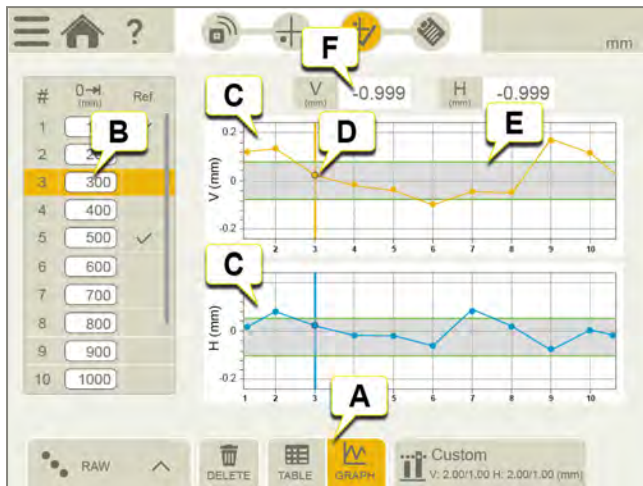 ?
F
mm
V (mm) -0.999 H (mm) -0.999
# 0 (min) Ref
B
C
D
E
1
2
3 300
4 400
5 500
6 600
7 700
8 800
9 900
10 1000
V (mm)
0.2
0
-0.2
2 3 4 5 6 7 8 9 10
C
H (mm)
0.2
0
-0.2
1 2 3 4 5 6 7 8 9 10
A
RAW
DELETE
TABLE
GRAPH
Custom
V: 2.00/1.00 H: 2.00/1.00 (mm)